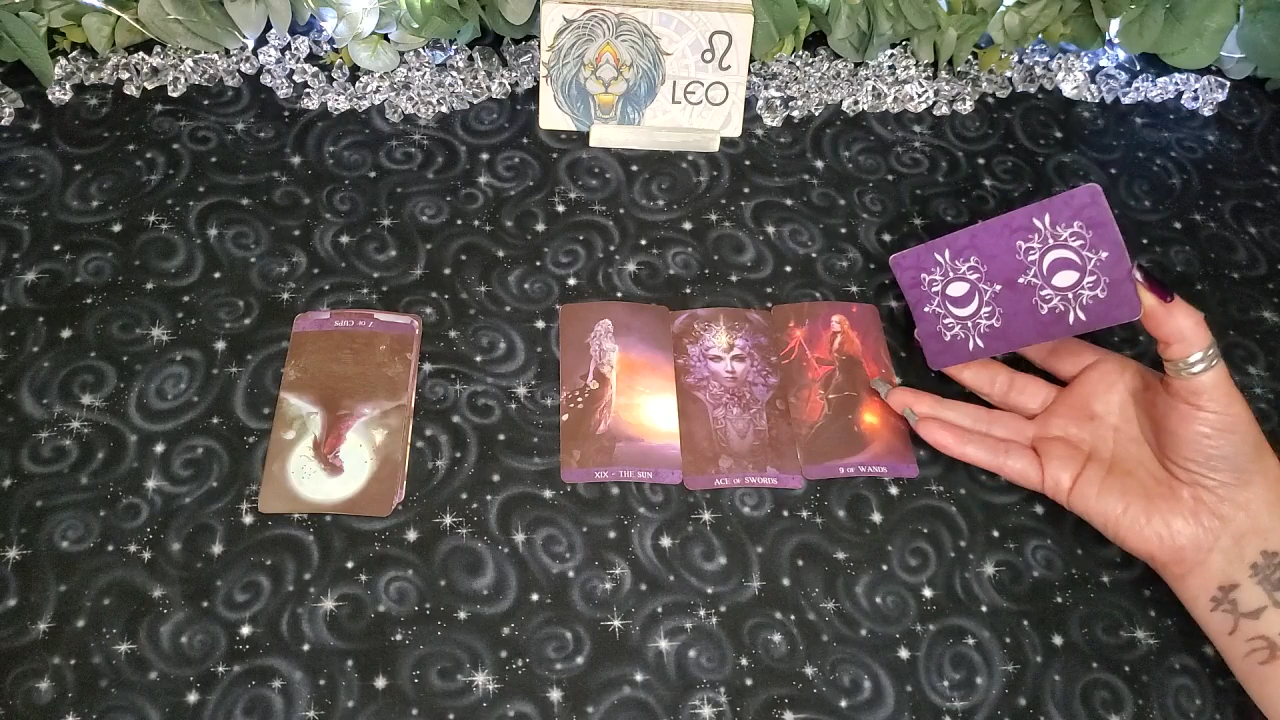 ♌
LEO
7 OF CUPS
XIX - THE SUN
ACE OF SWORDS
9 OF WANDS